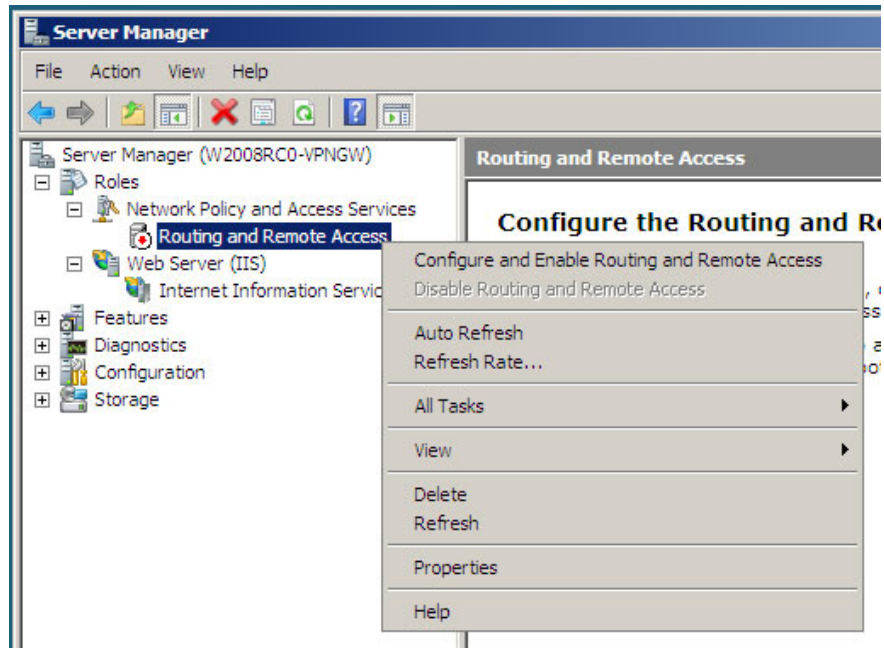 Server Manager
File Action View Help
Server Manager (W2008RC0-VPNGW)
Roles
Network Policy and Access Services
Routing and Remote Access
Web Server (IIS)
Internet Information Servic
Features
Diagnostics
Configuration
Storage
Routing and Remote Access
Configure the Routing and R
Configure and Enable Routing and Remote Access
Disable Routing and Remote Access
Auto Refresh
Refresh Rate...
All Tasks
View
Delete
Refresh
Properties
Help